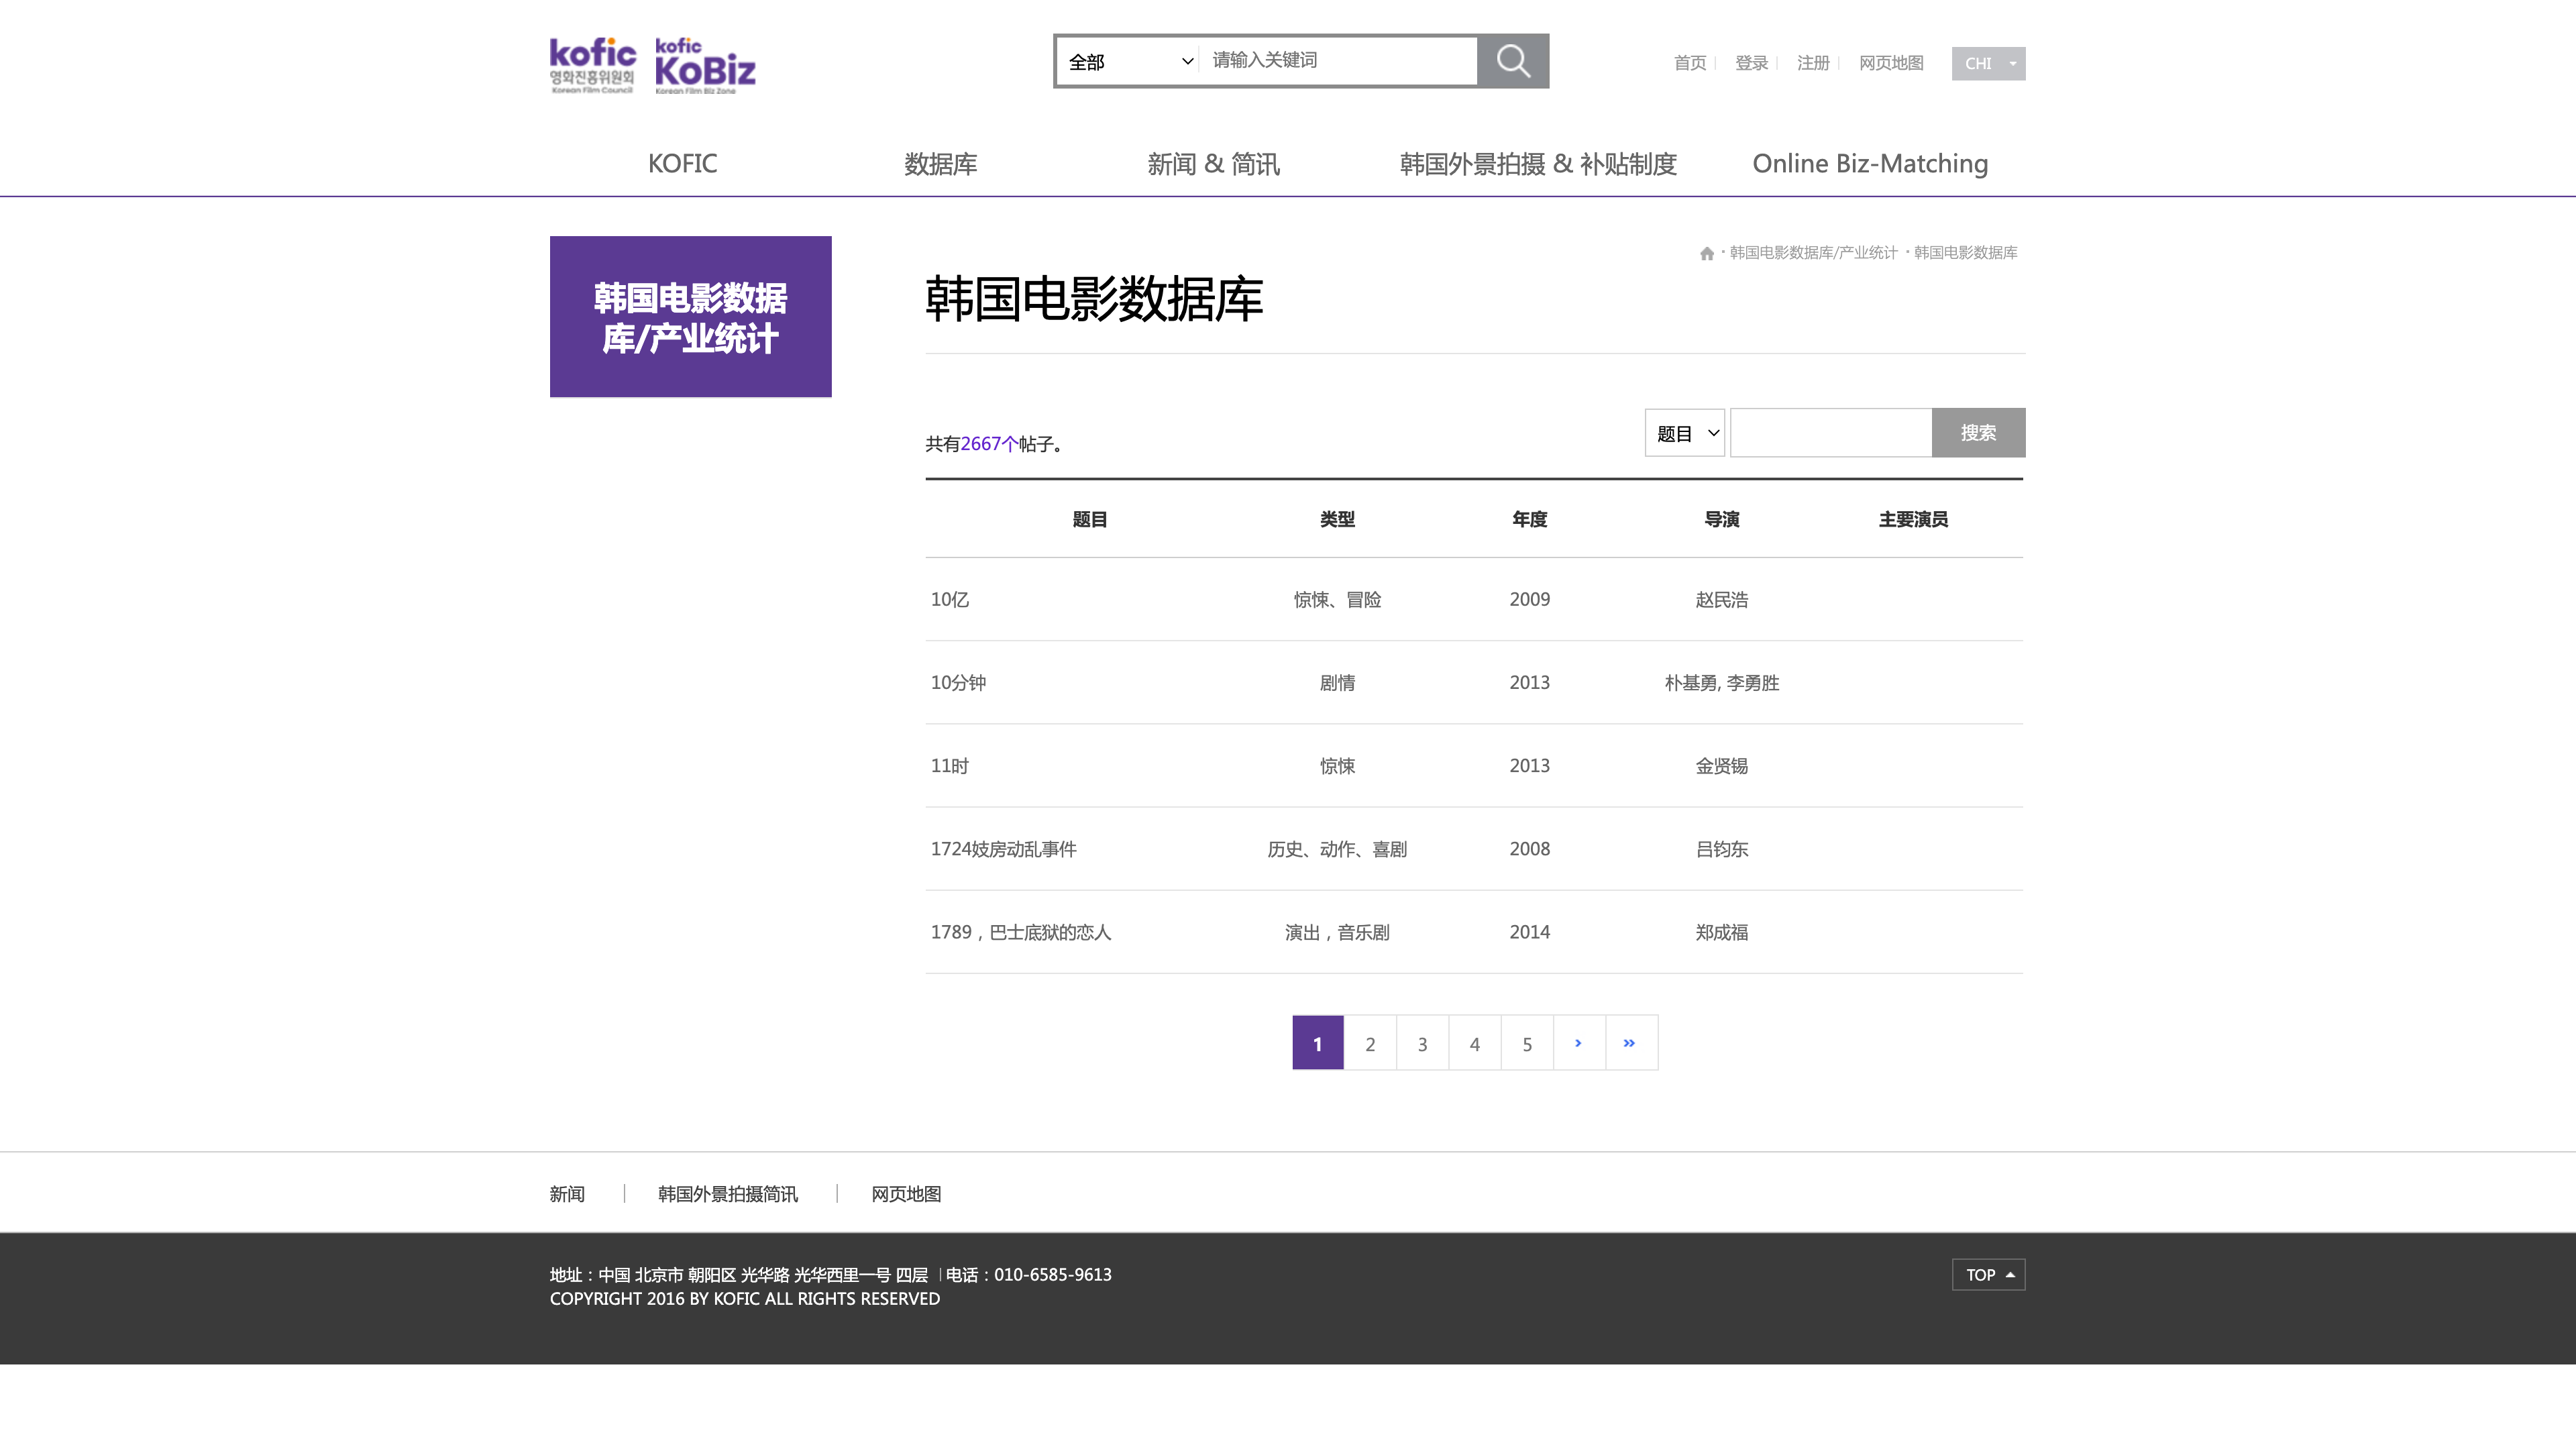 kofic
영화진흥위원회
Korean Film Council
kofic
KoBiz
Korean Film Biz Zone
全部
请输入关键词
首页
登录
注册
网页地图
CHI
KOFIC
数据库
新闻 & 简讯
韩国外景拍摄 & 补贴制度
Online Biz-Matching
韩国电影数据
库/产业统计
韩国电影数据库/产业统计 · 韩国电影数据库
韩国电影数据库
共有2667个帖子。
题目
搜索
题目 类型 年度 导演 主要演员
10亿 惊悚、冒险 2009 赵民浩
10分钟 剧情 2013 朴基勇, 李勇胜
11时 惊悚 2013 金贤锡
1724妓房动乱事件 历史、动作、喜剧 2008 吕钧东
1789，巴士底狱的恋人 演出，音乐剧 2014 郑成福
1 2 3 4 5 › »
新闻
韩国外景拍摄简讯
网页地图
地址：中国 北京市 朝阳区 光华路 光华西里一号 四层 | 电话：010-6585-9613
COPYRIGHT 2016 BY KOFIC ALL RIGHTS RESERVED
TOP